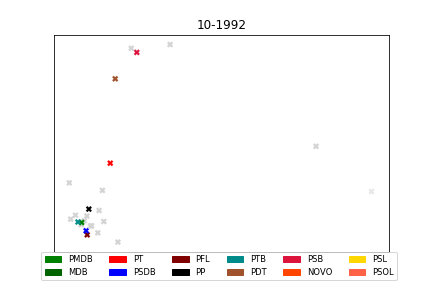 10-1992
PMDB PT PFL PTB PSB PSL
MDB PSDB PP PDT NOVO PSOL